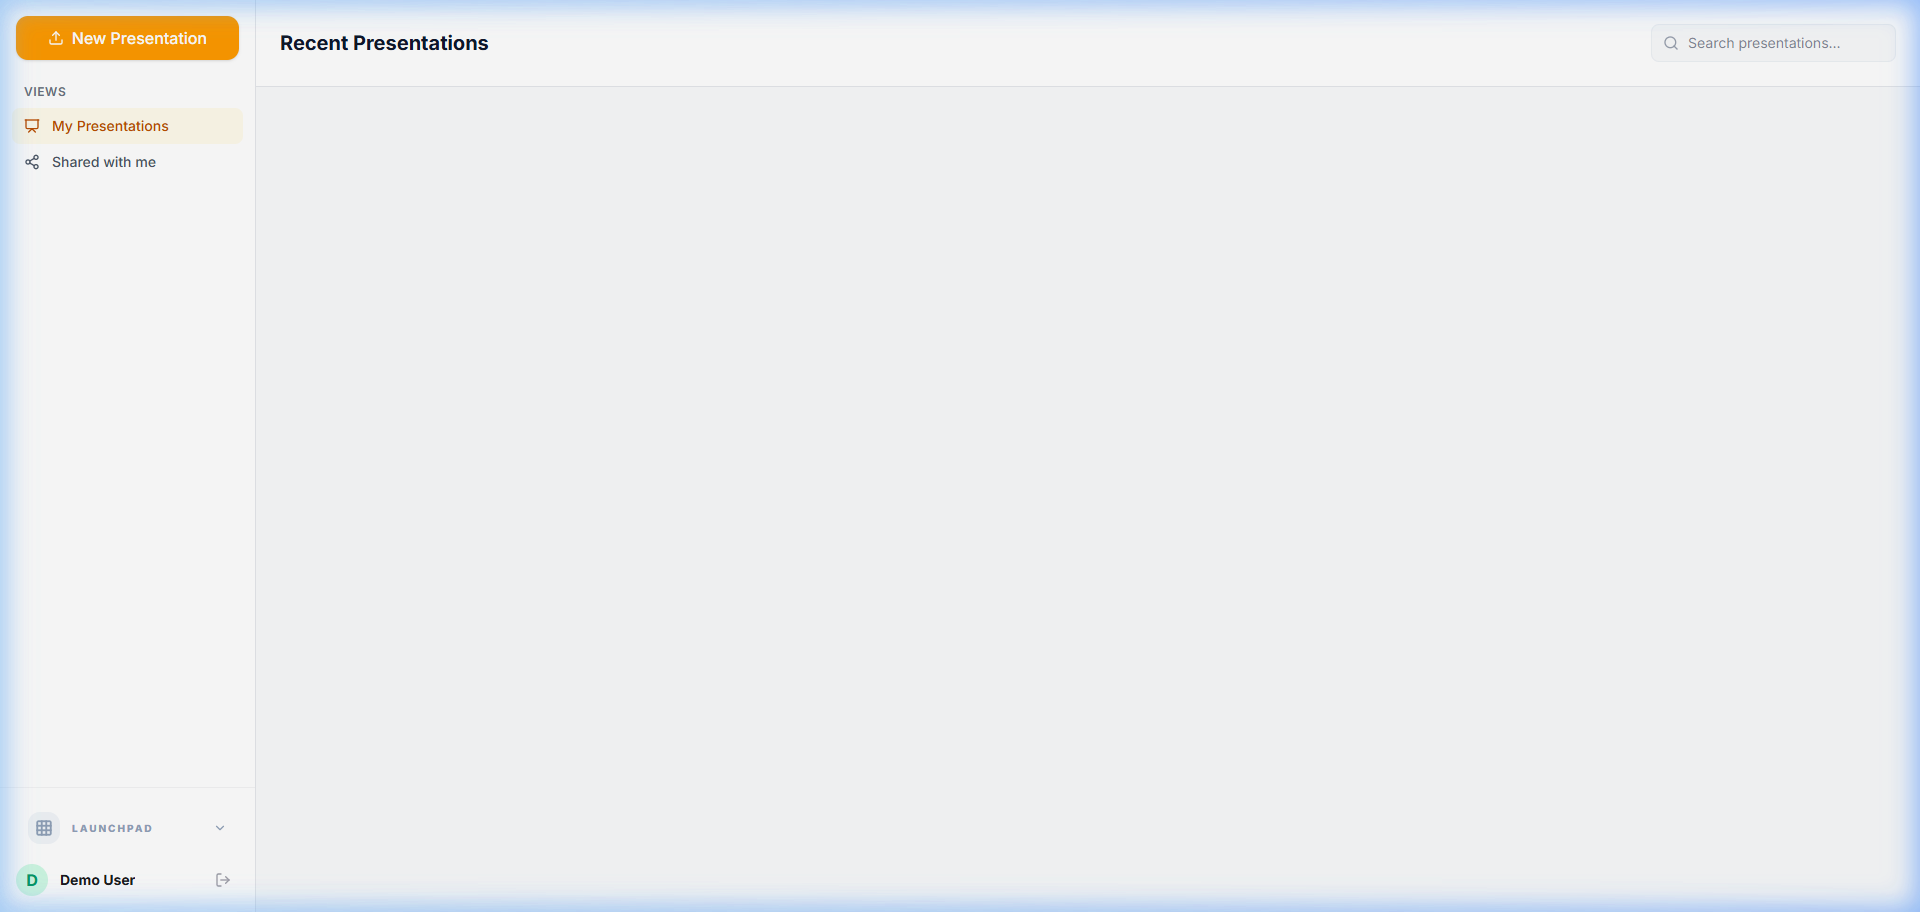 New Presentation
VIEWS
My Presentations
Shared with me
LAUNCHPAD
D
Demo User
Recent Presentations
Search presentations...